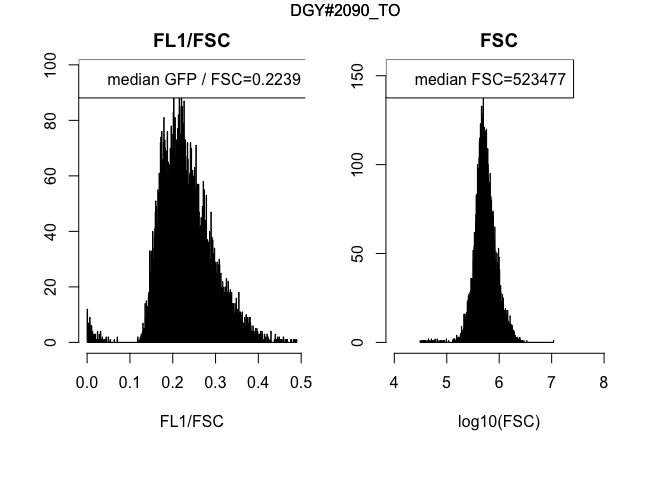 DGY#2090_TO
FL1/FSC
median GFP / FSC=0.2239
100
80
60
40
20
0
0.0 0.1 0.2 0.3 0.4 0.5
FL1/FSC
FSC
median FSC=523477
150
100
50
0
4 5 6 7 8
log10(FSC)